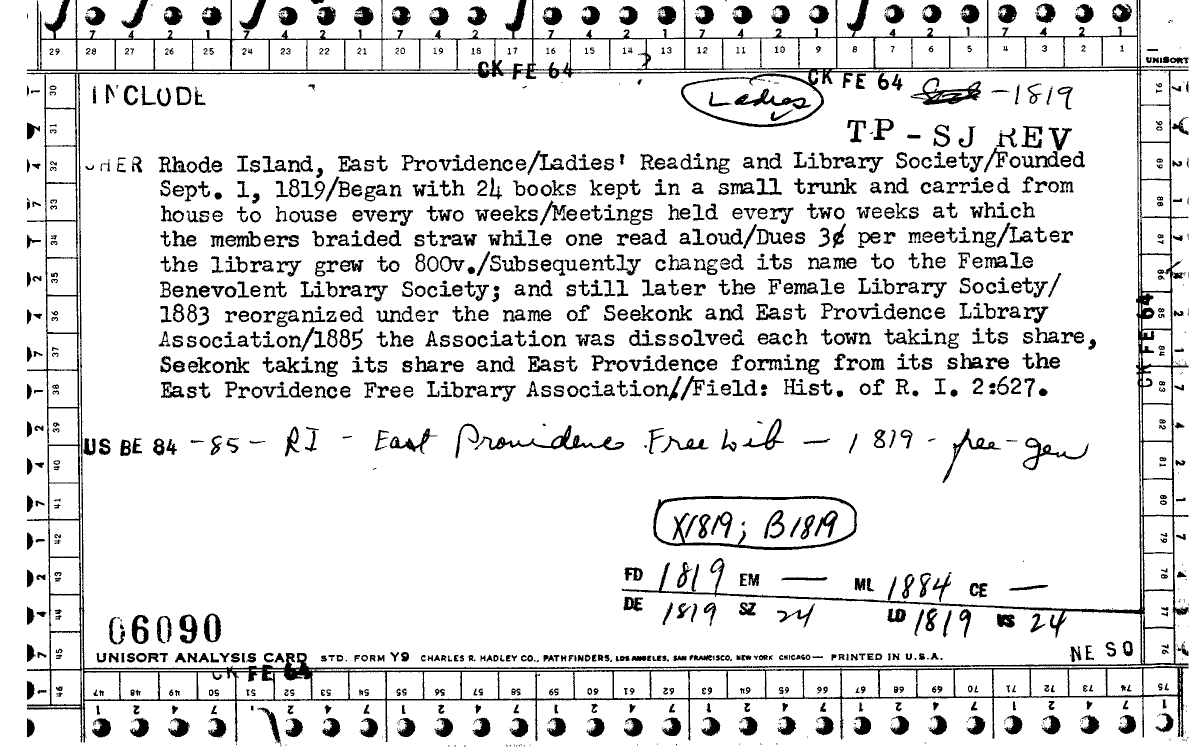 7 4 2 1 7 4 2 1 7 4 2 1 7 4 2 1 7 4 2 1 7 4 2 1 7 4 2 1
29 28 27 26 25 24 23 22 21 20 19 18 17 16 15 14 13 12 11 10 9 8 7 6 5 4 3 2 1
UNISORT
CK FE 64 CK FE 64
INCLUDE Ladies -1819
TP - SJ REV
Rhode Island, East Providence/Ladies' Reading and Library Society/Founded
Sept. 1, 1819/Began with 24 books kept in a small trunk and carried from
house to house every two weeks/Meetings held every two weeks at which
the members braided straw while one read aloud/Dues 3¢ per meeting/Later
the library grew to 800v./Subsequently changed its name to the Female
Benevolent Library Society; and still later the Female Library Society/
1883 reorganized under the name of Seekonk and East Providence Library
Association/1885 the Association was dissolved each town taking its share,
Seekonk taking its share and East Providence forming from its share the
East Providence Free Library Association//Field: Hist. of R. I. 2:627.
US BE 84 -85 - RI - East Providence Free Lib - 1819 - free-gen
X1819; B1819
FD 1819 EM — ML 1884 CE —
DE 1819 SZ 24 LD 1819 VS 24
06090
UNISORT ANALYSIS CARD STD. FORM Y9 CHARLES R. HADLEY CO., PATHFINDERS, LOS ANGELES, SAN FRANCISCO, NEW YORK CHICAGO— PRINTED IN U.S.A.
NE SO
CK FE 64
CK FE 64
30 31 32 33 34 35 36 37 38 39 40 41 42 43 44 45 46
47 48 49 50 51 52 53 54 55 56 57 58 59 60 61 62 63 64 65 66 67 68 69 70 71 72 73 74 75
76 77 78 79 80 81 82 83 84 85 86 87 88 89 90 91